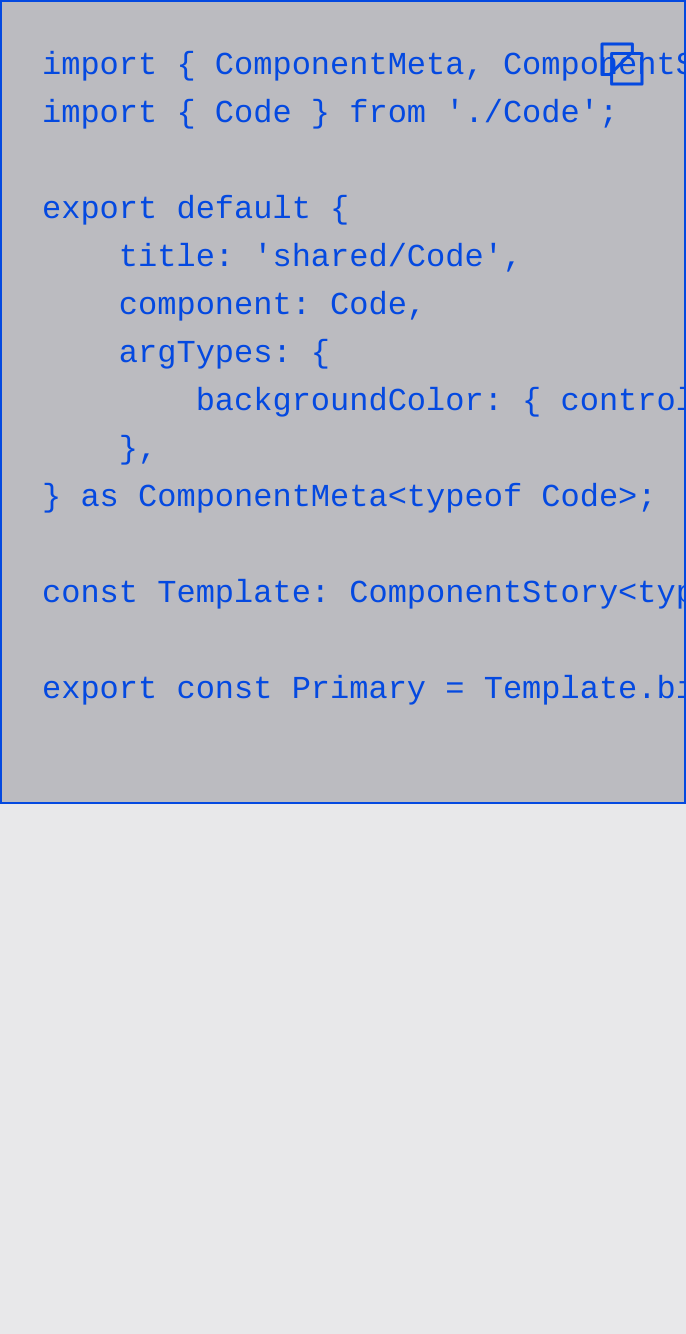 import { ComponentMeta, ComponentS
import { Code } from './Code';
export default {
title: 'shared/Code',
component: Code,
argTypes: {
backgroundColor: { control
},
} as ComponentMeta<typeof Code>;
const Template: ComponentStory<typ
export const Primary = Template.bi